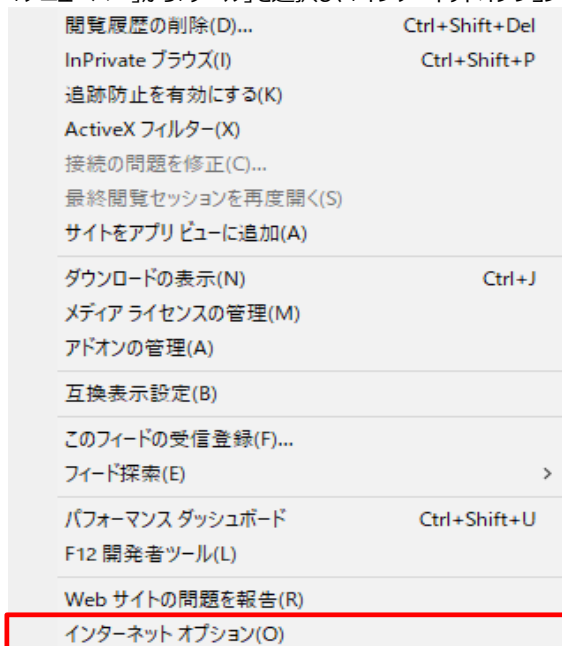 閲覧履歴の削除(D)... Ctrl+Shift+Del
InPrivate ブラウズ(I) Ctrl+Shift+P
追跡防止を有効にする(K)
ActiveX フィルター(X)
接続の問題を修正(C)...
最終閲覧セッションを再度開く(S)
サイトをアプリ ビューに追加(A)
ダウンロードの表示(N) Ctrl+J
メディア ライセンスの管理(M)
アドオンの管理(A)
互換表示設定(B)
このフィードの受信登録(F)...
フィード探索(E) >
パフォーマンス ダッシュボード Ctrl+Shift+U
F12 開発者ツール(L)
Web サイトの問題を報告(R)
インターネット オプション(O)